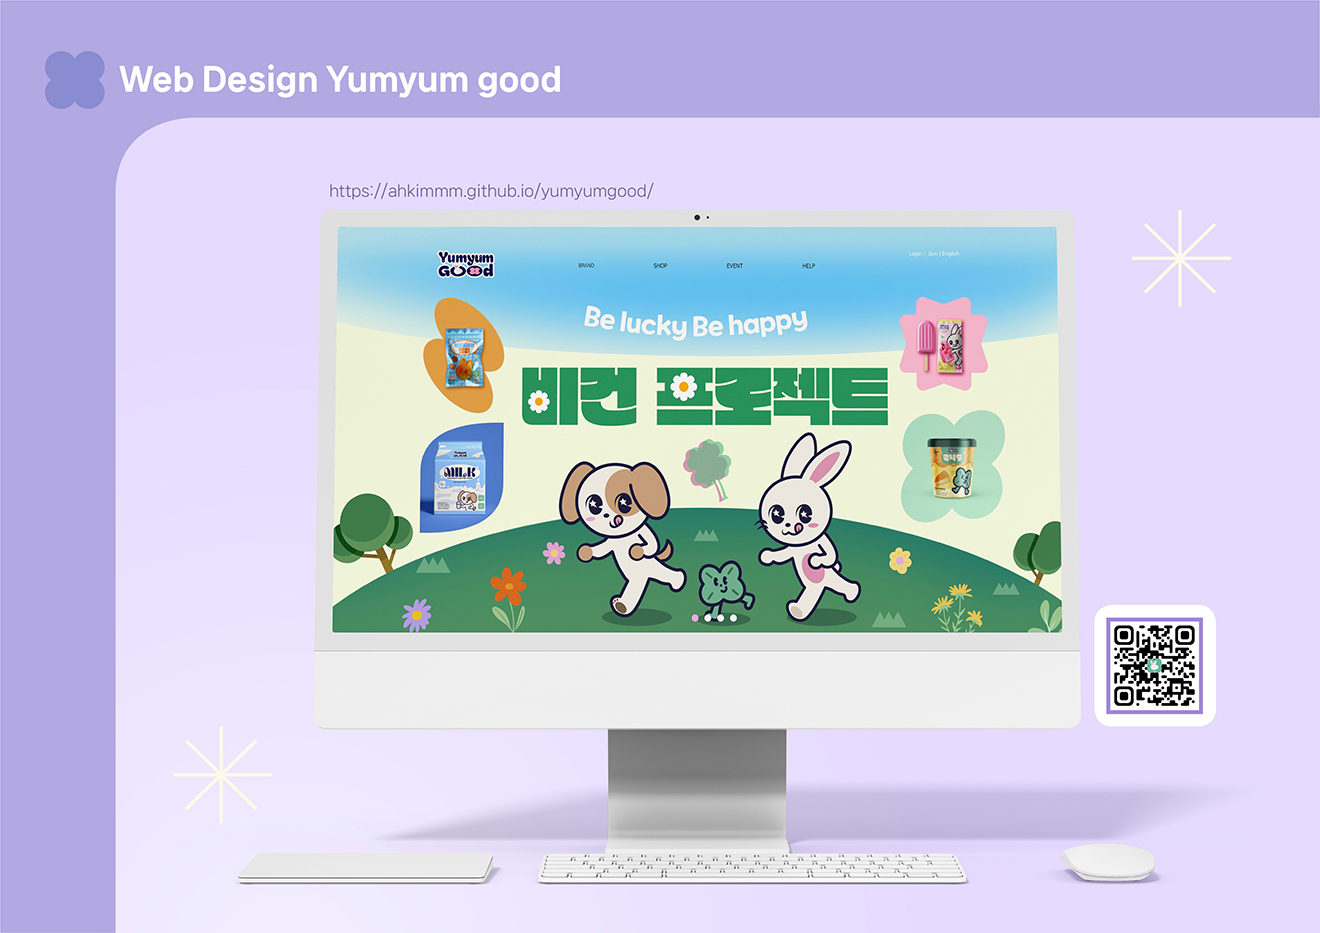 Web Design Yumyum good
https://ahkimmm.github.io/yumyumgood/
Yumyum
GOOd
BRAND
SHOP
EVENT
HELP
Login | Join | English
Be lucky Be happy
비건 프로젝트
MILK